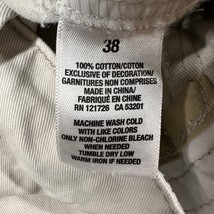 38
100% COTTON/COTON
EXCLUSIVE OF DECORATION/
GARNITURES NON COMPRISES
MADE IN CHINA/
FABRIQUÉ EN CHINE
RN 121726 CA 53201
MACHINE WASH COLD
WITH LIKE COLORS
ONLY NON-CHLORINE BLEACH
WHEN NEEDED
TUMBLE DRY LOW
WARM IRON IF NEEDED